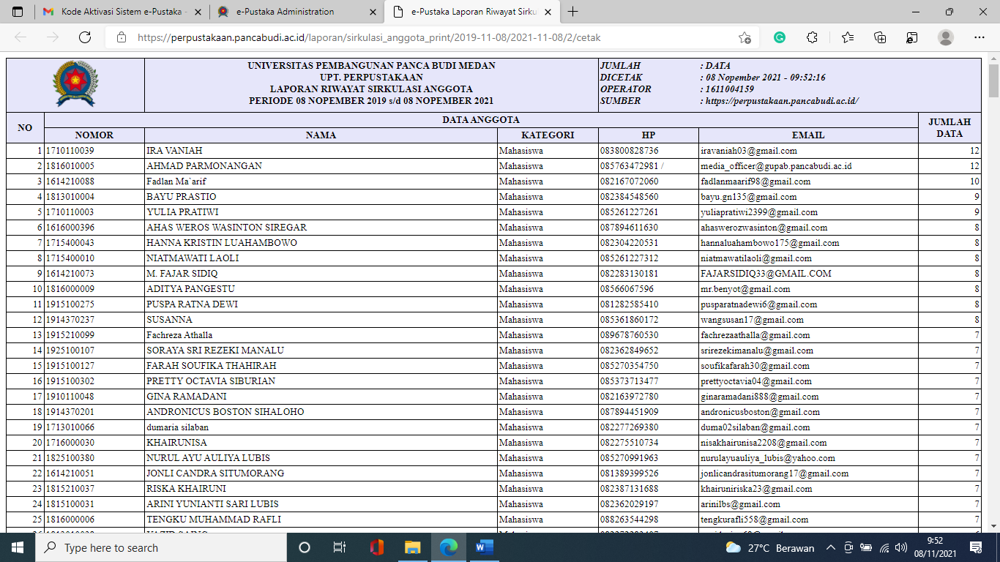 Kode Aktivasi Sistem e-Pustaka -
e-Pustaka Administration
e-Pustaka Laporan Riwayat Sirku
https://perpustakaan.pancabudi.ac.id/laporan/sirkulasi_anggota_print/2019-11-08/2021-11-08/2/cetak
UNIVERSITAS PEMBANGUNAN PANCA BUDI MEDAN
UPT. PERPUSTAKAAN
LAPORAN RIWAYAT SIRKULASI ANGGOTA
PERIODE 08 NOPEMBER 2019 s/d 08 NOPEMBER 2021
JUMLAH : DATA
DICETAK : 08 Nopember 2021 - 09:52:16
OPERATOR : 1611004159
SUMBER : https://perpustakaan.pancabudi.ac.id/
NO DATA ANGGOTA JUMLAH DATA
NOMOR NAMA KATEGORI HP EMAIL
1 1710110039 IRA VANIAH Mahasiswa 083800828736 iravaniah03@gmail.com 12
2 1816010005 AHMAD PARMONANGAN Mahasiswa 085763472981 / media_officer@gupab.pancabudi.ac.id 12
3 1614210088 Fadlan Ma`arif Mahasiswa 082167072060 fadlanmaarif98@gmail.com 10
4 1813010004 BAYU PRASTIO Mahasiswa 082384548560 bayu.gn135@gmail.com 9
5 1710110003 YULIA PRATIWI Mahasiswa 085261227261 yuliapratiwi2399@gmail.com 9
6 1616000396 AHAS WEROS WASINTON SIREGAR Mahasiswa 087894611630 ahaswerozwasinton@gmail.com 8
7 1715400043 HANNA KRISTIN LUAHAMBOWO Mahasiswa 082304220531 hannaluahambowo175@gmail.com 8
8 1715400010 NIATMAWATI LAOLI Mahasiswa 085261227312 niatmawatilaoli@gmail.com 8
9 1614210073 M. FAJAR SIDIQ Mahasiswa 082283130181 FAJARSIDIQ33@GMAIL.COM 8
10 1816000009 ADITYA PANGESTU Mahasiswa 08566067596 mr.benyot@gmail.com 8
11 1915100275 PUSPA RATNA DEWI Mahasiswa 081282585410 pusparatnadewi6@gmail.com 8
12 1914370237 SUSANNA Mahasiswa 085361860172 wangsusan17@gmail.com 8
13 1915210099 Fachreza Athalla Mahasiswa 089678760530 fachrezaathalla@gmail.com 7
14 1925100107 SORAYA SRI REZEKI MANALU Mahasiswa 082362849652 srirezekimanalu@gmail.com 7
15 1915100127 FARAH SOUFIKA THAHIRAH Mahasiswa 085270354750 soufikafarah30@gmail.com 7
16 1915100302 PRETTY OCTAVIA SIBURIAN Mahasiswa 085373713477 prettyoctavia04@gmail.com 7
17 1910110048 GINA RAMADANI Mahasiswa 082163972780 ginaramadani888@gmail.com 7
18 1914370201 ANDRONICUS BOSTON SIHALOHO Mahasiswa 087894451909 andronicusboston@gmail.com 7
19 1713010066 dumaria silaban Mahasiswa 082277269380 duma02silaban@gmail.com 7
20 1716000030 KHAIRUNISA Mahasiswa 082275510734 nisakhairunisa2208@gmail.com 7
21 1825100380 NURUL AYU AULIYA LUBIS Mahasiswa 085270991963 nurulayuauliya_lubis@yahoo.com 7
22 1614210051 JONLI CANDRA SITUMORANG Mahasiswa 081389399526 jonlicandrasitumorang17@gmail.com 7
23 1815210037 RISKA KHAIRUNI Mahasiswa 082387131688 khairuniriska23@gmail.com 7
24 1815100031 ARINI YUNIANTI SARI LUBIS Mahasiswa 082362029197 arinilbs@gmail.com 7
25 1816000006 TENGKU MUHAMMAD RAFLI Mahasiswa 088263544298 tengkurafli558@gmail.com 7
Type here to search
27°C Berawan
9:52
08/11/2021